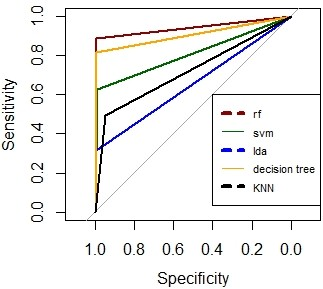 Sensitivity
0.0 0.2 0.4 0.6 0.8 1.0
rf
svm
lda
decision tree
KNN
1.0 0.8 0.6 0.4 0.2 0.0
Specificity